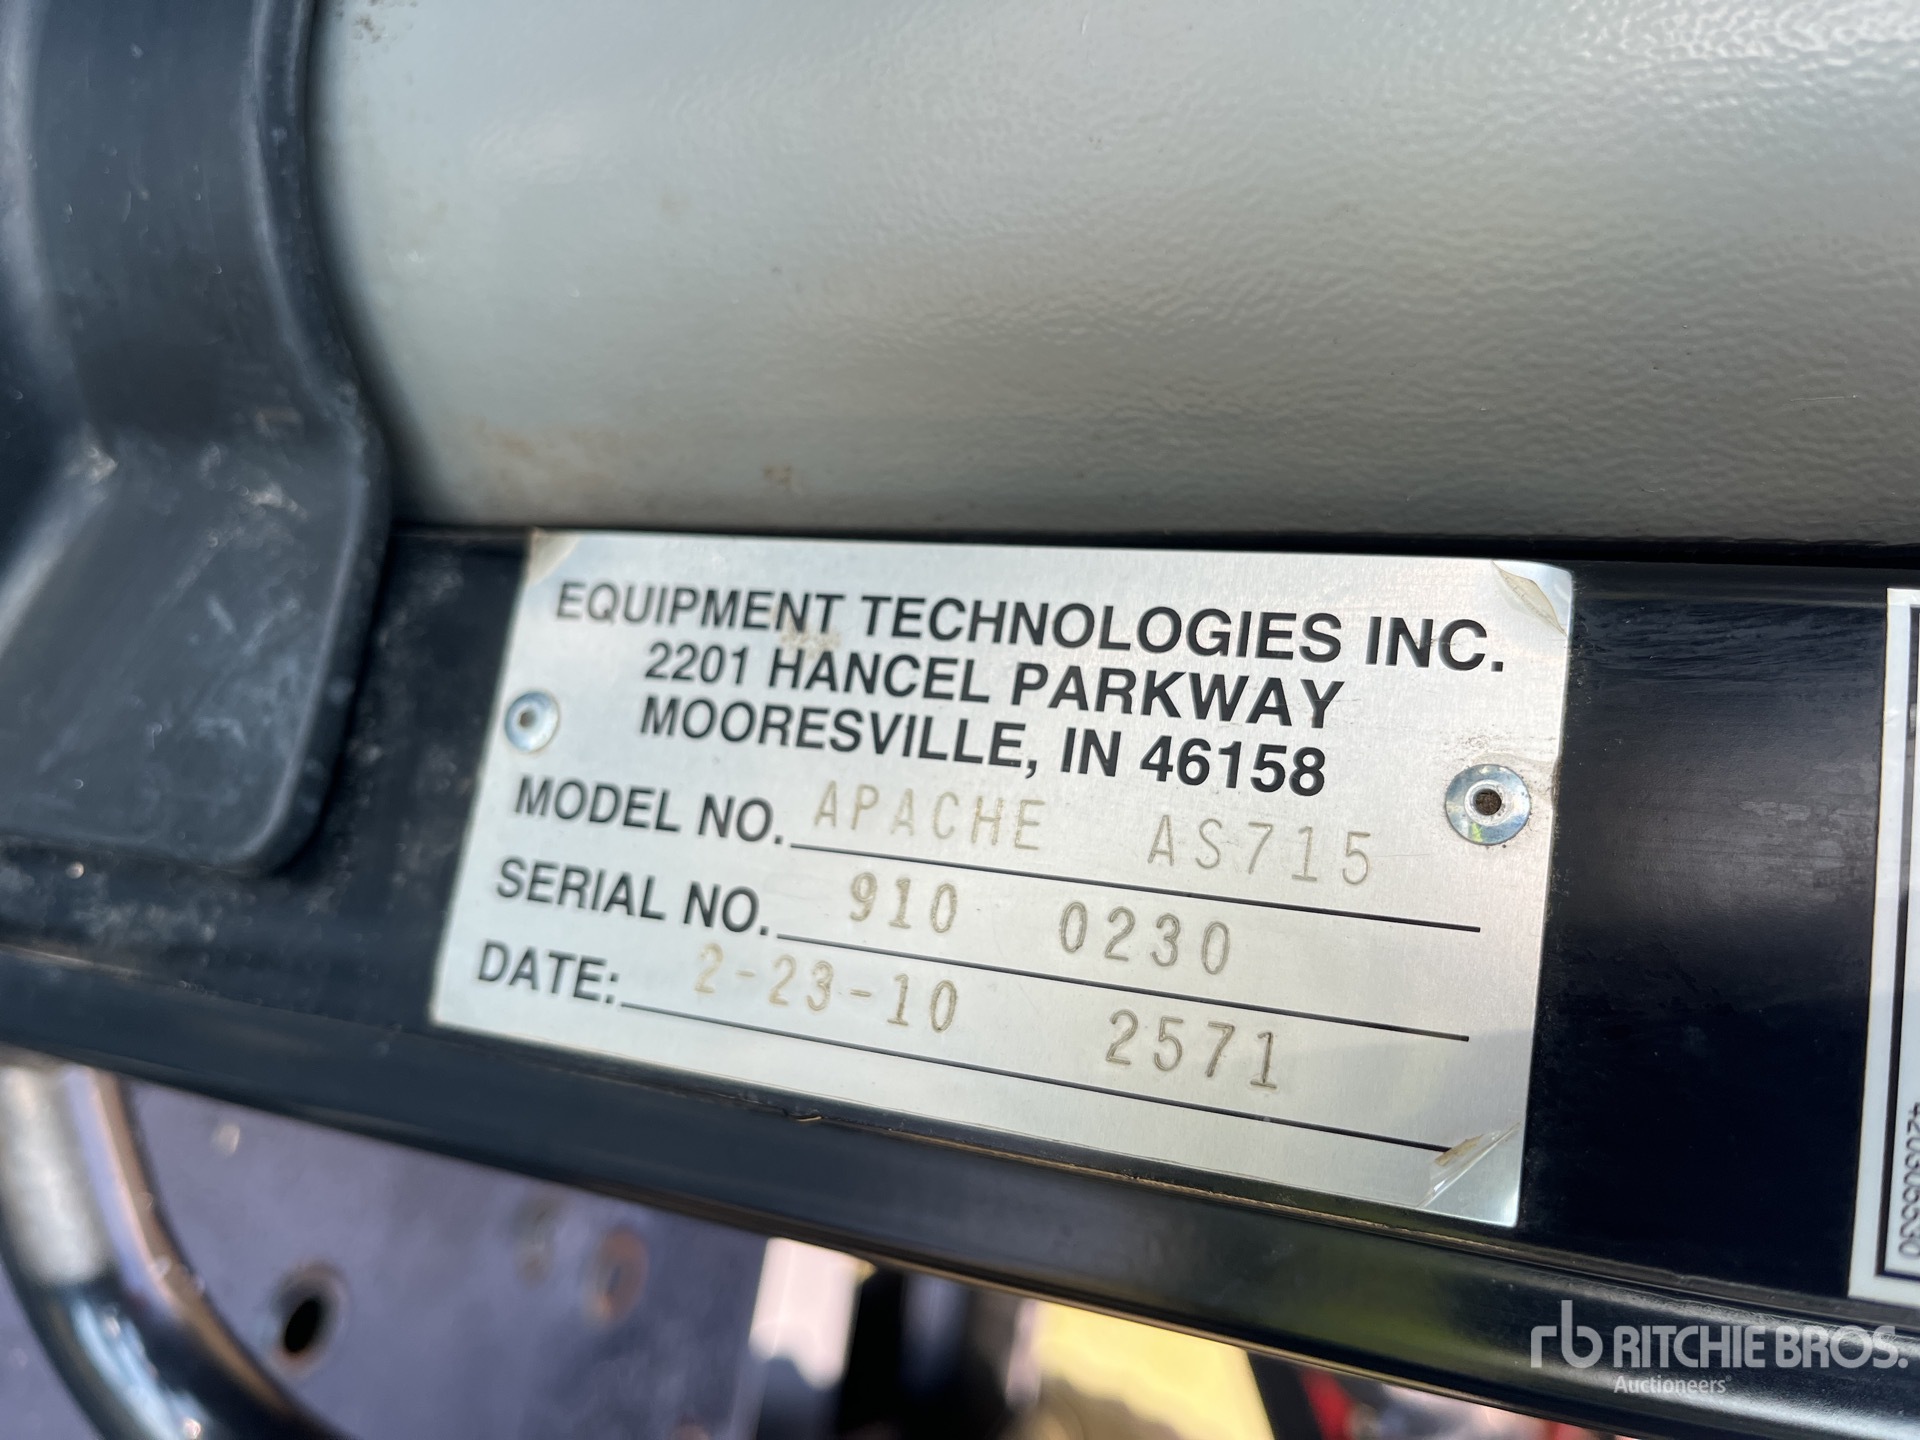 EQUIPMENT TECHNOLOGIES INC.
2201 HANCEL PARKWAY
MOORESVILLE, IN 46158
MODEL NO. APACHE AS715
SERIAL NO. 910 0230
DATE: 2-23-10 2571
rb RITCHIE BROS.
Auctioneers